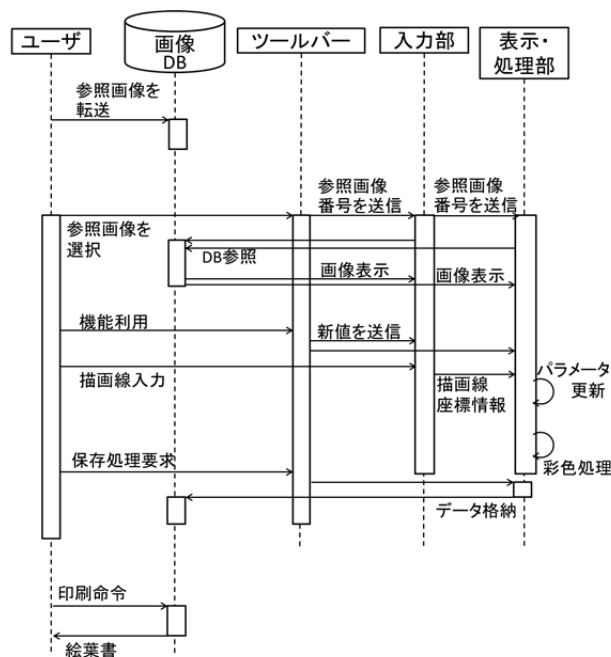 ユーザ
画像
DB
ツールバー
入力部
表示・
処理部
参照画像を
転送
参照画像
番号を送信
参照画像
番号を送信
参照画像を
選択
DB参照
画像表示
画像表示
機能利用
新値を送信
描画線入力
描画線
座標情報
パラメータ
更新
保存処理要求
彩色処理
データ格納
印刷命令
絵葉書